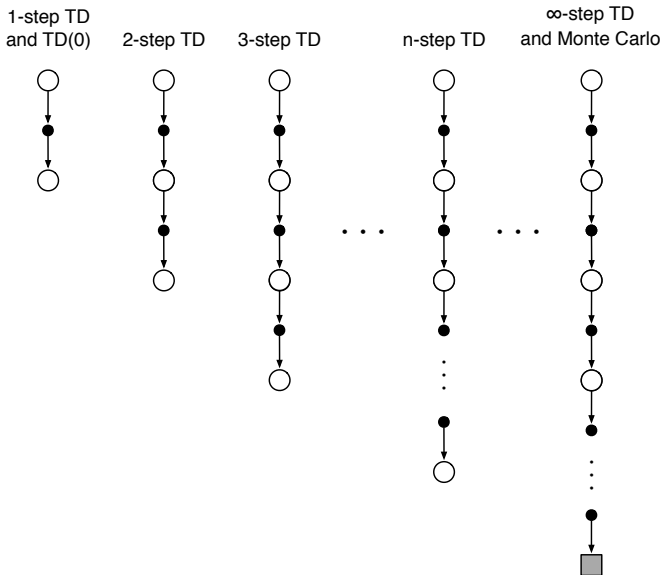 1-step TD
and TD(0)
2-step TD
3-step TD
n-step TD
∞-step TD
and Monte Carlo